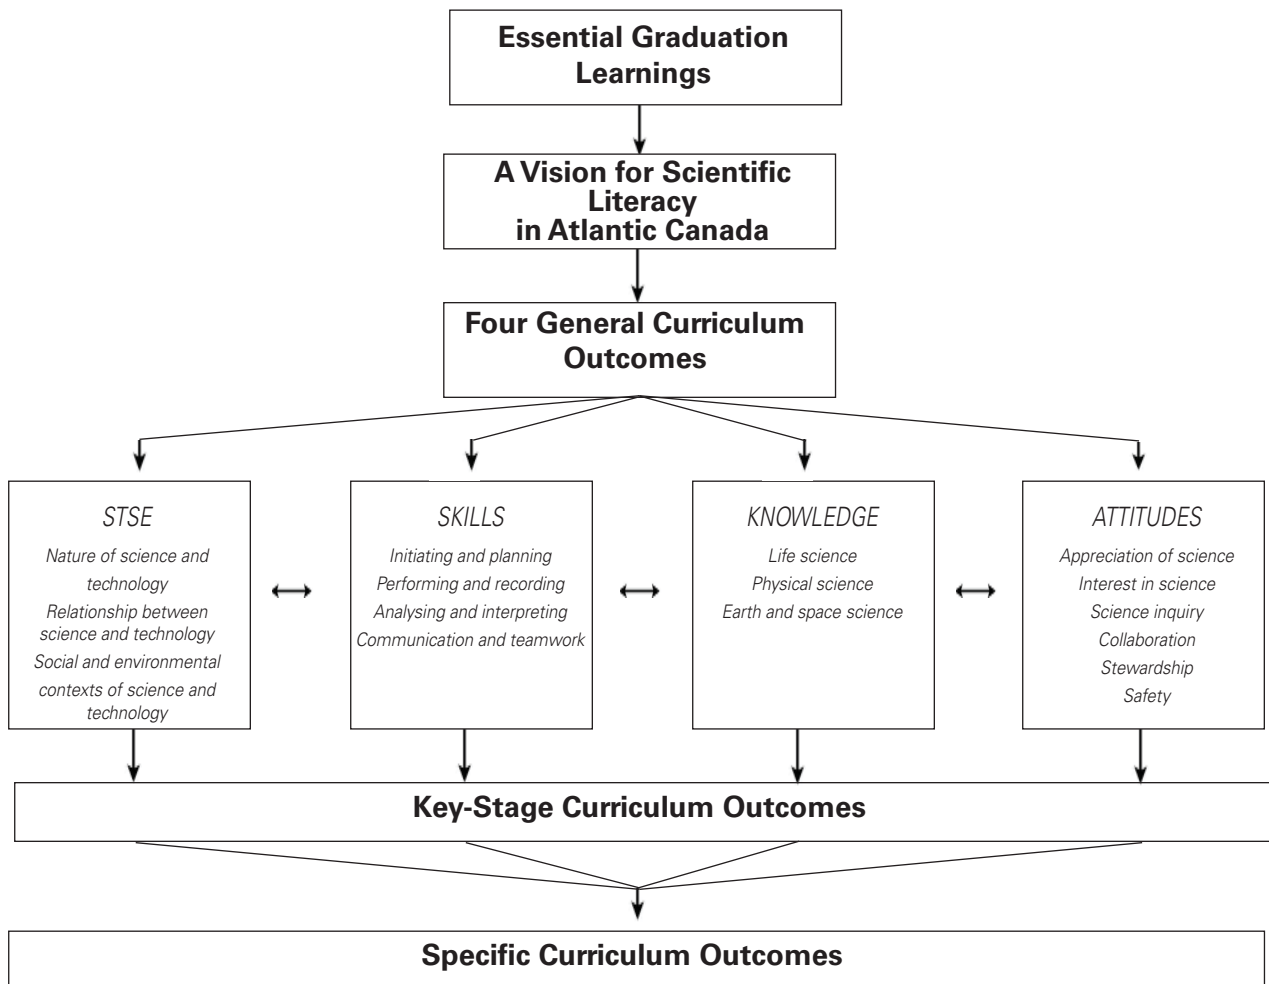 Essential Graduation
Learnings
A Vision for Scientific
Literacy
in Atlantic Canada
Four General Curriculum
Outcomes
STSE
Nature of science and
technology
Relationship between
science and technology
Social and environmental
contexts of science and
technology
SKILLS
Initiating and planning
Performing and recording
Analysing and interpreting
Communication and teamwork
KNOWLEDGE
Life science
Physical science
Earth and space science
ATTITUDES
Appreciation of science
Interest in science
Science inquiry
Collaboration
Stewardship
Safety
Key-Stage Curriculum Outcomes
Specific Curriculum Outcomes